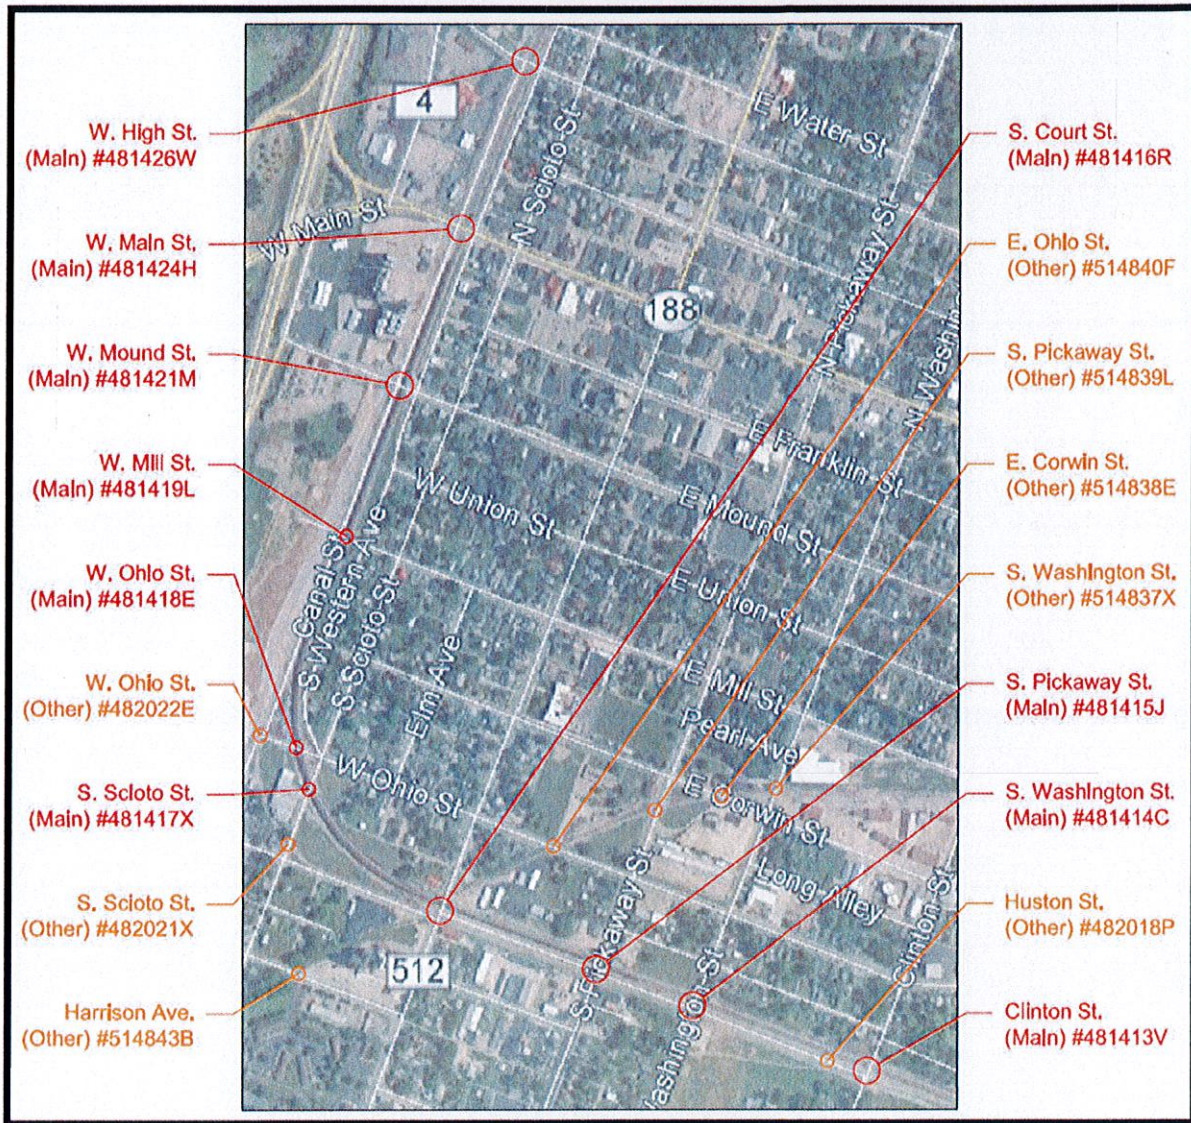 W. High St.
(Main) #481426W
W. Main St.
(Main) #481424H
W. Mound St.
(Main) #481421M
W. Mill St.
(Main) #481419L
W. Ohio St.
(Main) #481418E
W. Ohio St.
(Other) #482022E
S. Scioto St.
(Main) #481417X
S. Scioto St.
(Other) #482021X
Harrison Ave.
(Other) #514843B
4
E Water St
N Scioto St
W Main St
188
N Pickaway St
N Washing
E Franklin St
E Mound St
W Union St
E Union St
Canal St
S Western Ave
S Scioto St
Elm Ave
E Mill St
Pearl Ave
W Ohio St
E Corwin St
Long Alley
S Pickaway St
Clinton St
512
Washington St
S. Court St.
(Main) #481416R
E. Ohio St.
(Other) #514840F
S. Pickaway St.
(Other) #514839L
E. Corwin St.
(Other) #514838E
S. Washington St.
(Other) #514837X
S. Pickaway St.
(Main) #481415J
S. Washington St.
(Main) #481414C
Huston St.
(Other) #482018P
Clinton St.
(Main) #481413V